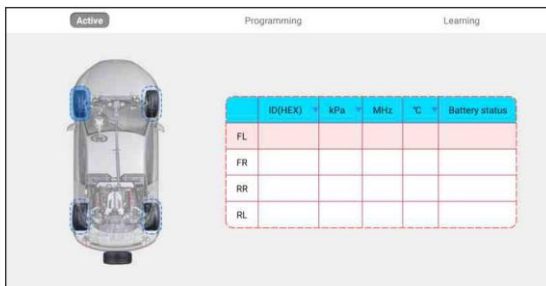 Active Programming Learning
ID(HEX) kPa MHz ℃ Battery status
FL
FR
RR
RL